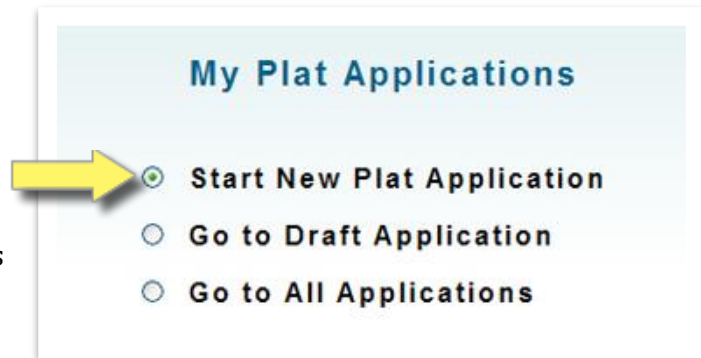 My Plat Applications
Start New Plat Application
Go to Draft Application
s
Go to All Applications